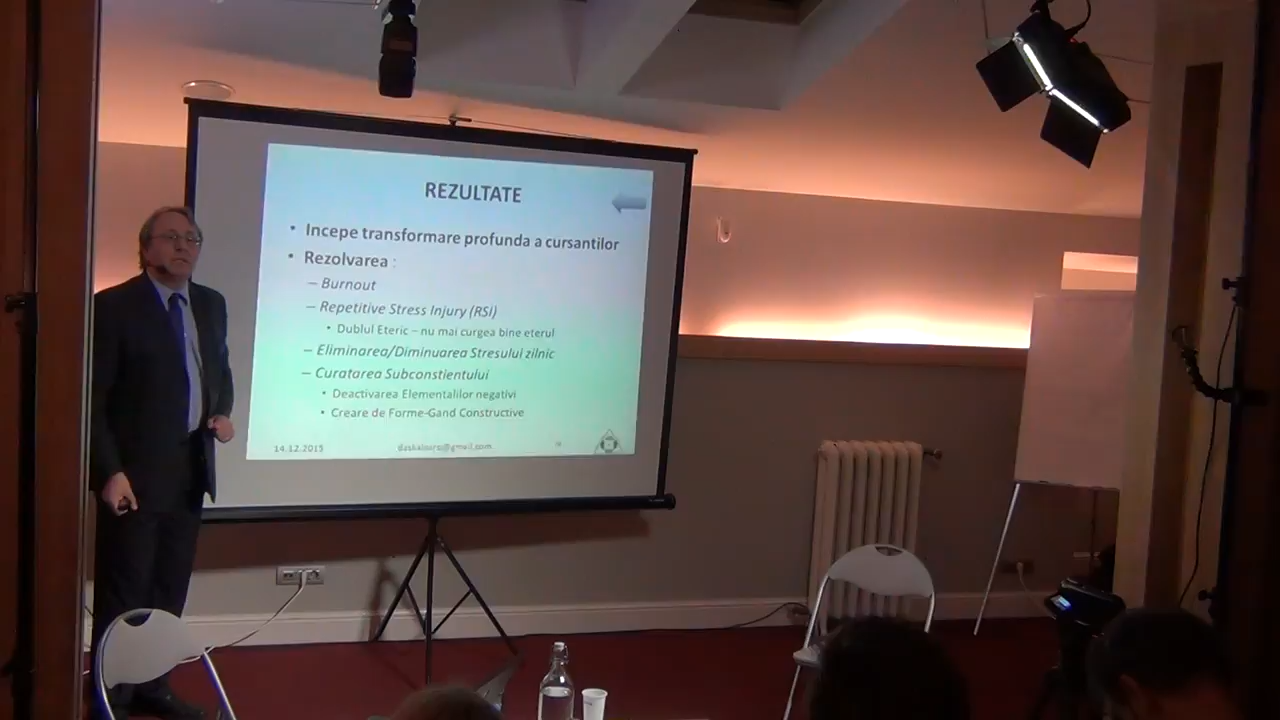 REZULTATE
• Incepe transformare profunda a cursantilor
• Rezolvarea :
– Burnout
– Repetitive Stress Injury (RSI)
• Dublul Eteric – nu mai curgea bine eterul
– Eliminarea/Diminuarea Stresului zilnic
– Curatarea Subconstientului
• Deactivarea Elementalilor negativi
• Creare de Forme-Gand Constructive
14.12.2015